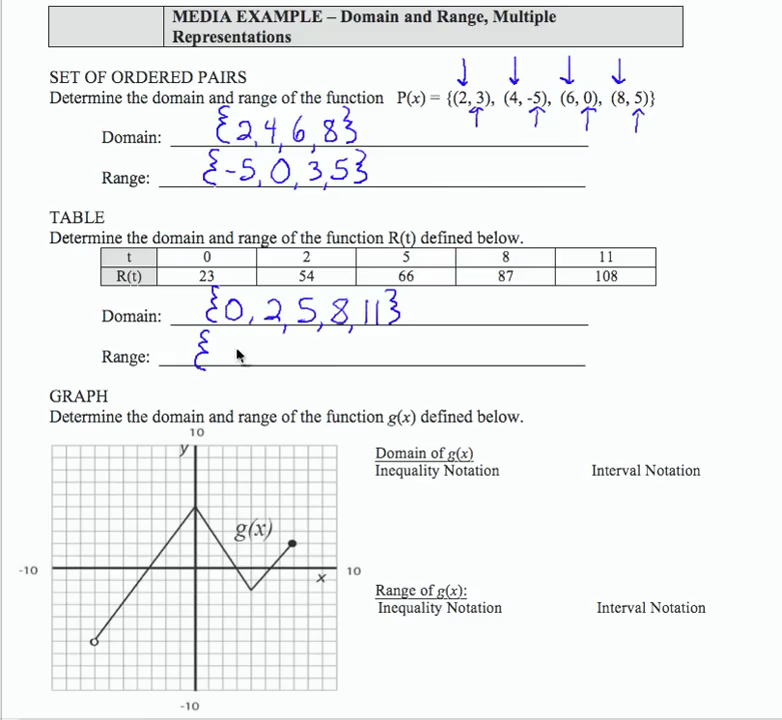 MEDIA EXAMPLE – Domain and Range, Multiple
Representations
SET OF ORDERED PAIRS
Determine the domain and range of the function P(x) = {(2, 3), (4, -5), (6, 0), (8, 5)}
Domain: {2, 4, 6, 8}
Range: {-5, 0, 3, 5}
TABLE
Determine the domain and range of the function R(t) defined below.
t 0 2 5 8 11
R(t) 23 54 66 87 108
Domain: {0, 2, 5, 8, 11}
Range: {
GRAPH
Determine the domain and range of the function g(x) defined below.
10
y
g(x)
-10 x 10
-10
Domain of g(x)
Inequality Notation Interval Notation
Range of g(x):
Inequality Notation Interval Notation